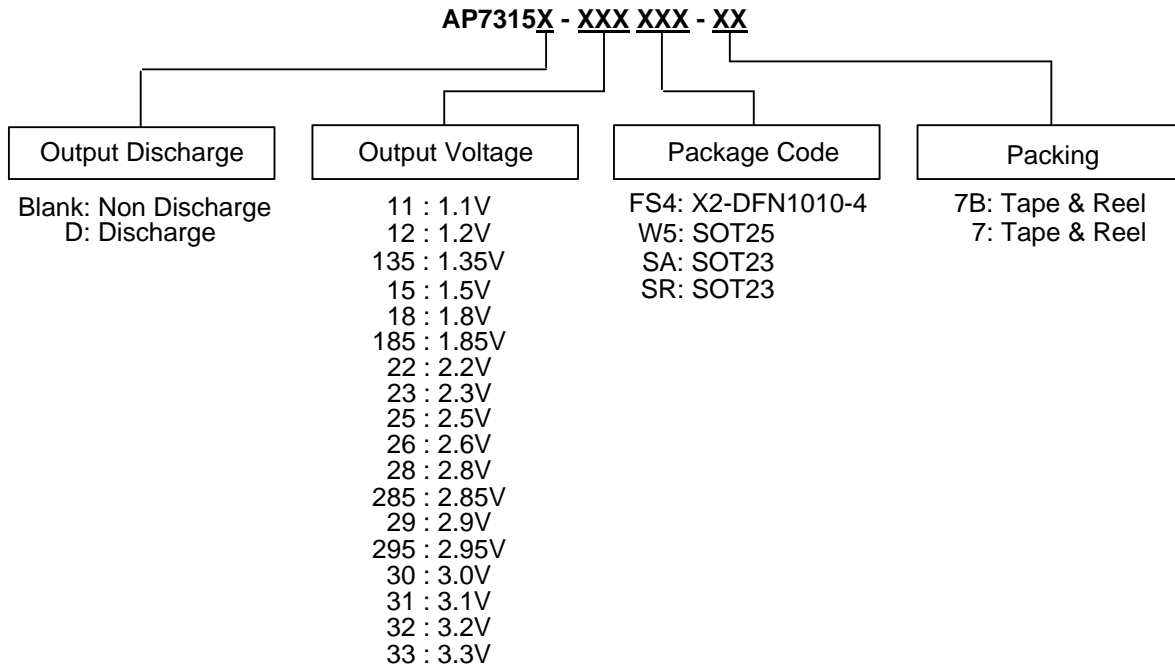 AP7315X - XXX XXX - XX
Output Discharge
Blank: Non Discharge
D: Discharge
Output Voltage
11 : 1.1V
12 : 1.2V
135 : 1.35V
15 : 1.5V
18 : 1.8V
185 : 1.85V
22 : 2.2V
23 : 2.3V
25 : 2.5V
26 : 2.6V
28 : 2.8V
285 : 2.85V
29 : 2.9V
295 : 2.95V
30 : 3.0V
31 : 3.1V
32 : 3.2V
33 : 3.3V
Package Code
FS4: X2-DFN1010-4
W5: SOT25
SA: SOT23
SR: SOT23
Packing
7B: Tape & Reel
7: Tape & Reel